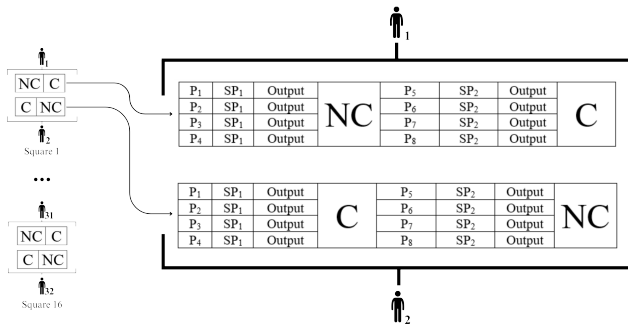 1
NC C
C NC
2
Square 1
...
31
NC C
C NC
32
Square 16
1
P1 SP1 Output NC P5 SP2 Output C
P2 SP1 Output P6 SP2 Output
P3 SP1 Output P7 SP2 Output
P4 SP1 Output P8 SP2 Output
P1 SP1 Output C P5 SP2 Output NC
P2 SP1 Output P6 SP2 Output
P3 SP1 Output P7 SP2 Output
P4 SP1 Output P8 SP2 Output
2